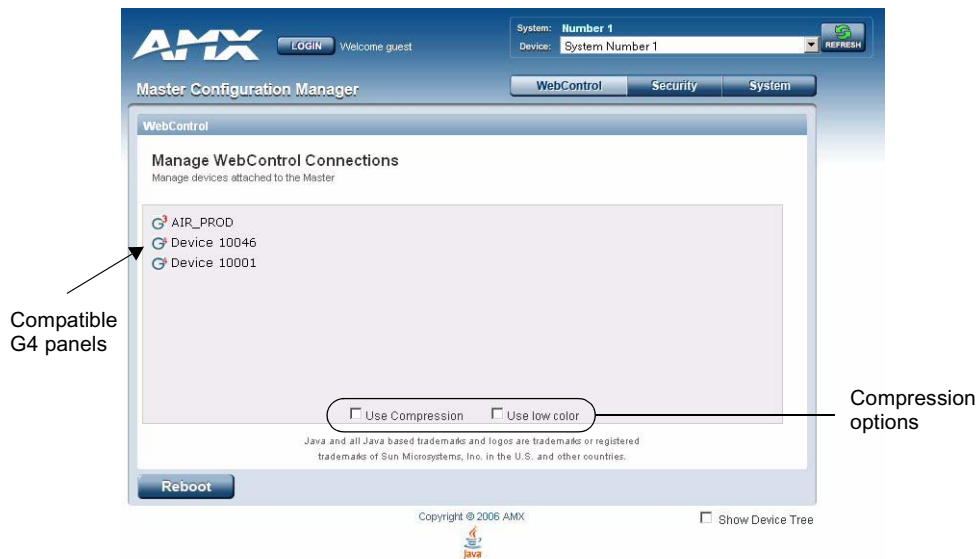 AMX
LOGIN Welcome guest
System: Number 1
Device: System Number 1
REFRESH
Master Configuration Manager
WebControl Security System
WebControl
Manage WebControl Connections
Manage devices attached to the Master
G3 AIR_PROD
G4 Device 10046
G4 Device 10001
Compatible
G4 panels
Use Compression Use low color
Compression
options
Java and all Java based trademarks and logos are trademarks or registered
trademarks of Sun Microsystems, Inc. in the U.S. and other countries.
Reboot
Copyright © 2006 AMX
Show Device Tree
Java